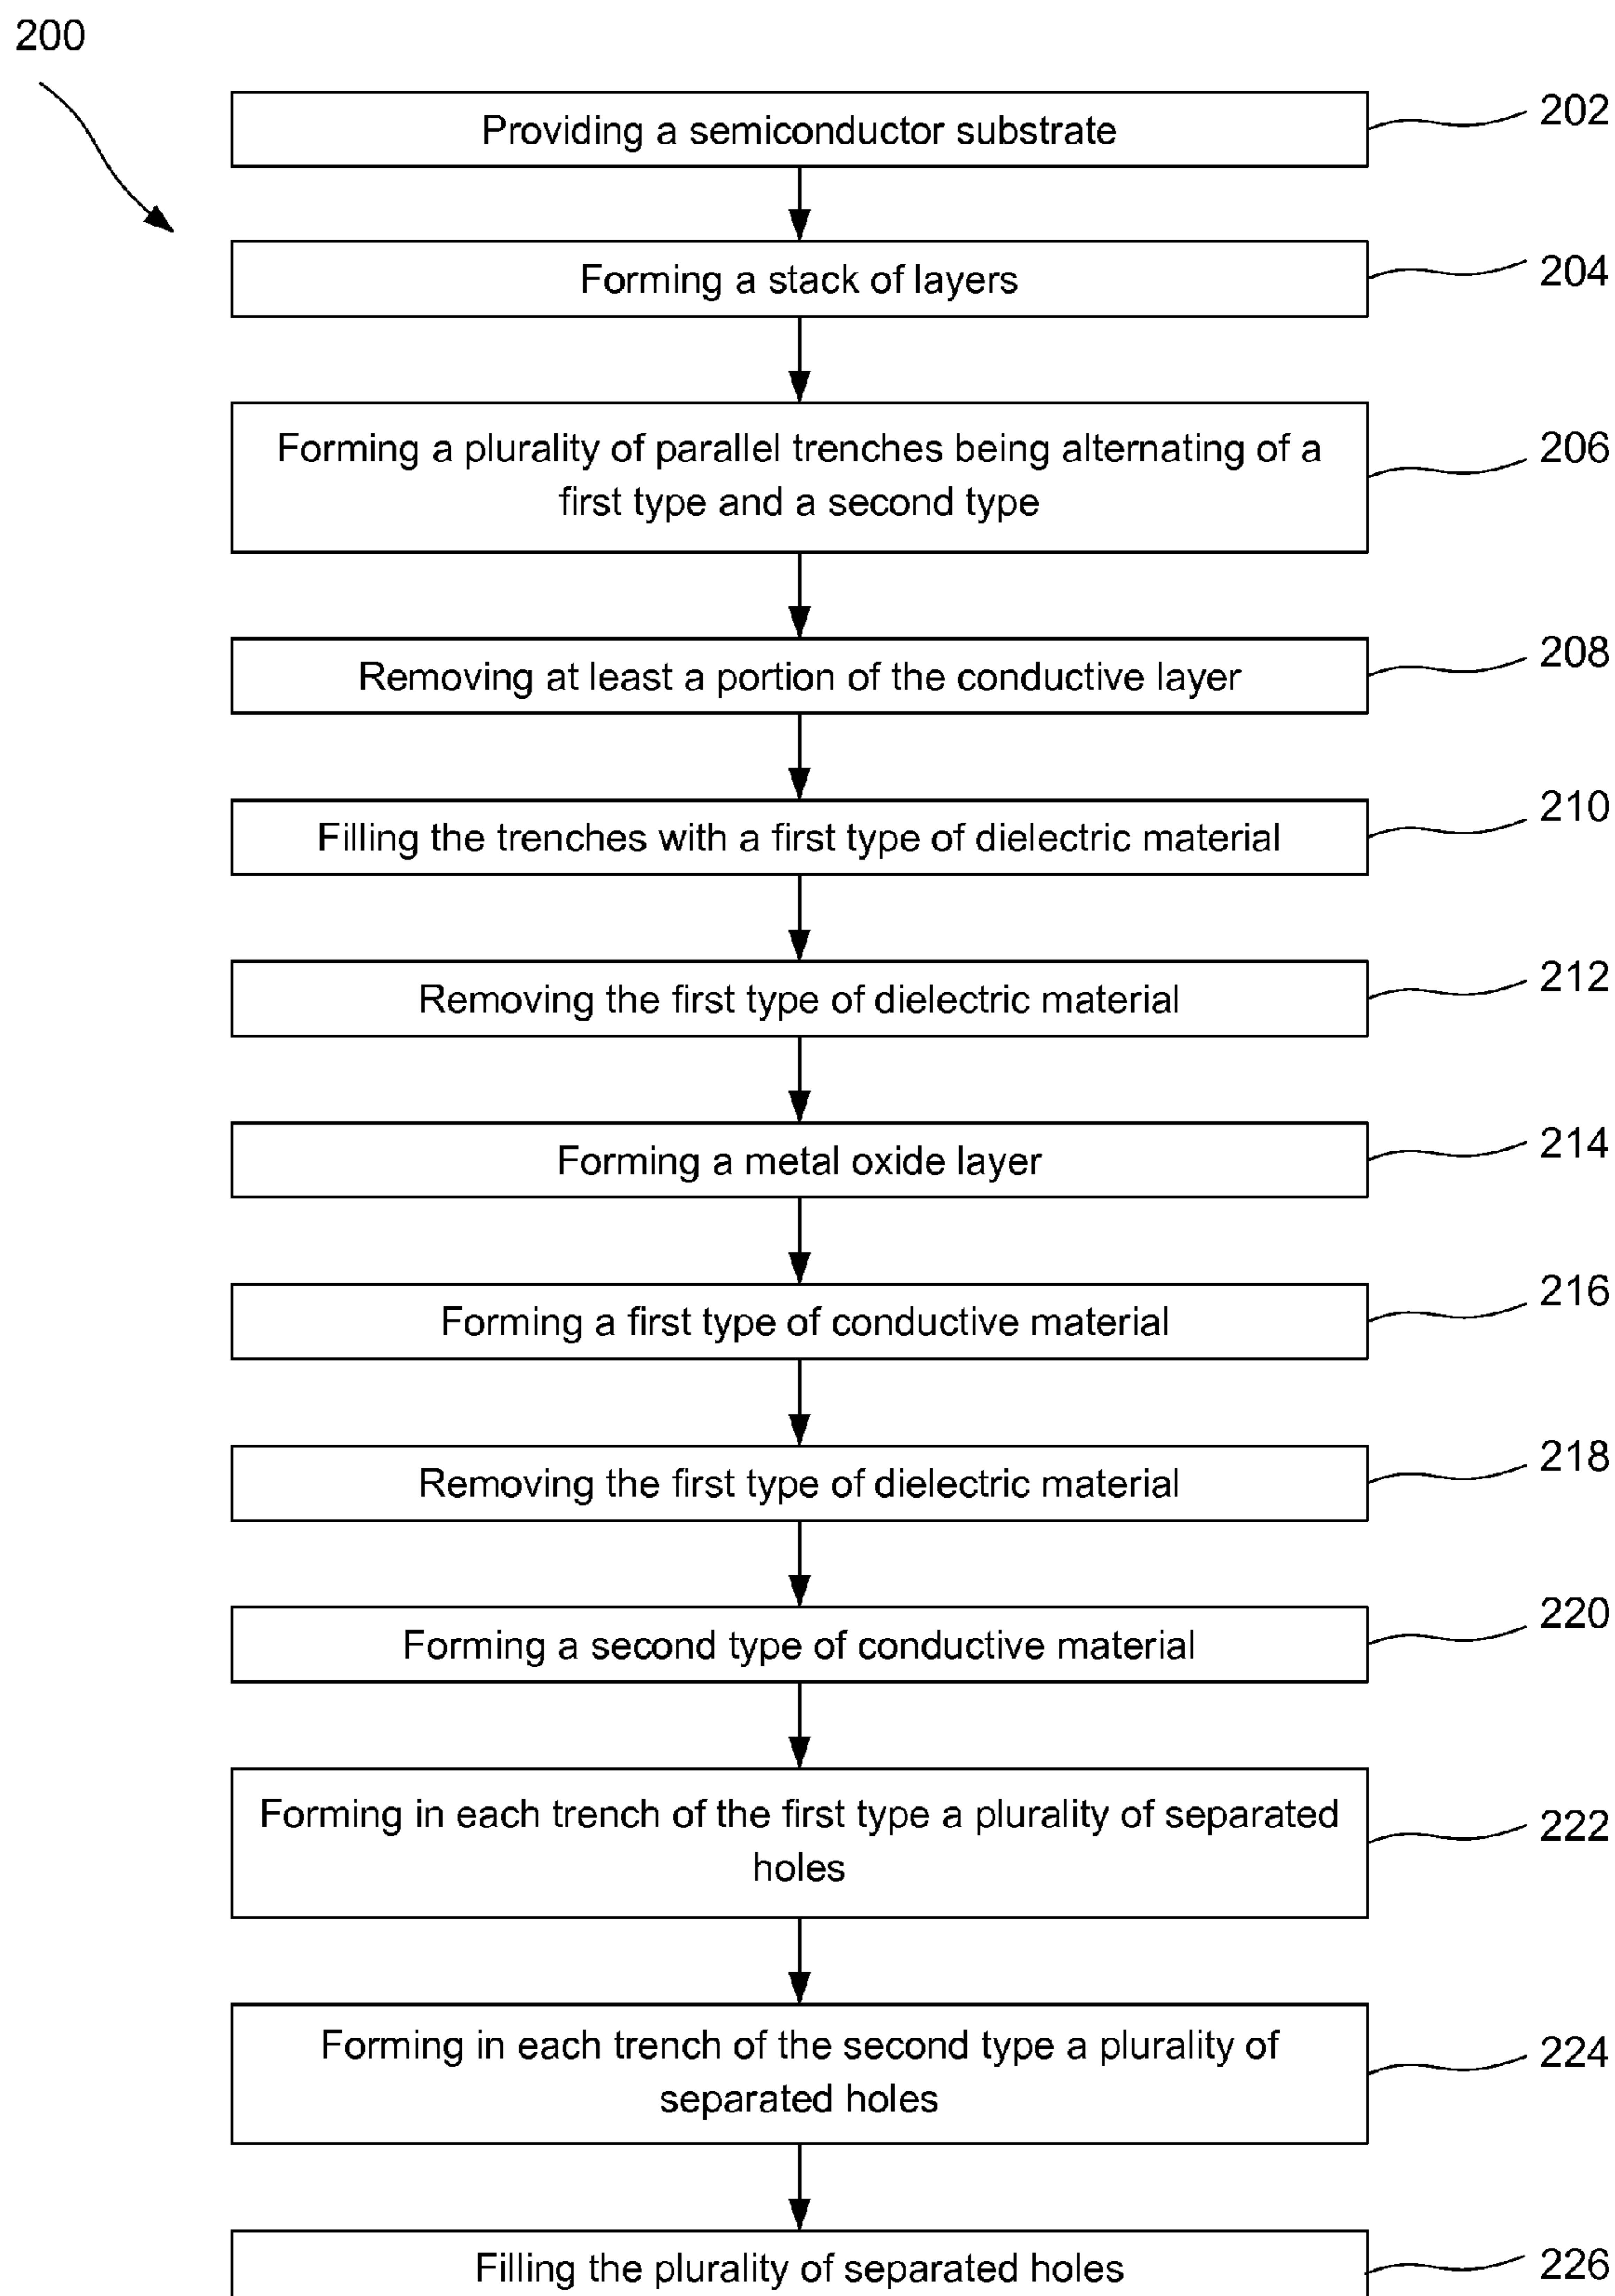 200
Providing a semiconductor substrate
202
Forming a stack of layers
204
Forming a plurality of parallel trenches being alternating of a
first type and a second type
206
Removing at least a portion of the conductive layer
208
Filling the trenches with a first type of dielectric material
210
Removing the first type of dielectric material
212
Forming a metal oxide layer
214
Forming a first type of conductive material
216
Removing the first type of dielectric material
218
Forming a second type of conductive material
220
Forming in each trench of the first type a plurality of separated
holes
222
Forming in each trench of the second type a plurality of
separated holes
224
Filling the plurality of separated holes
226